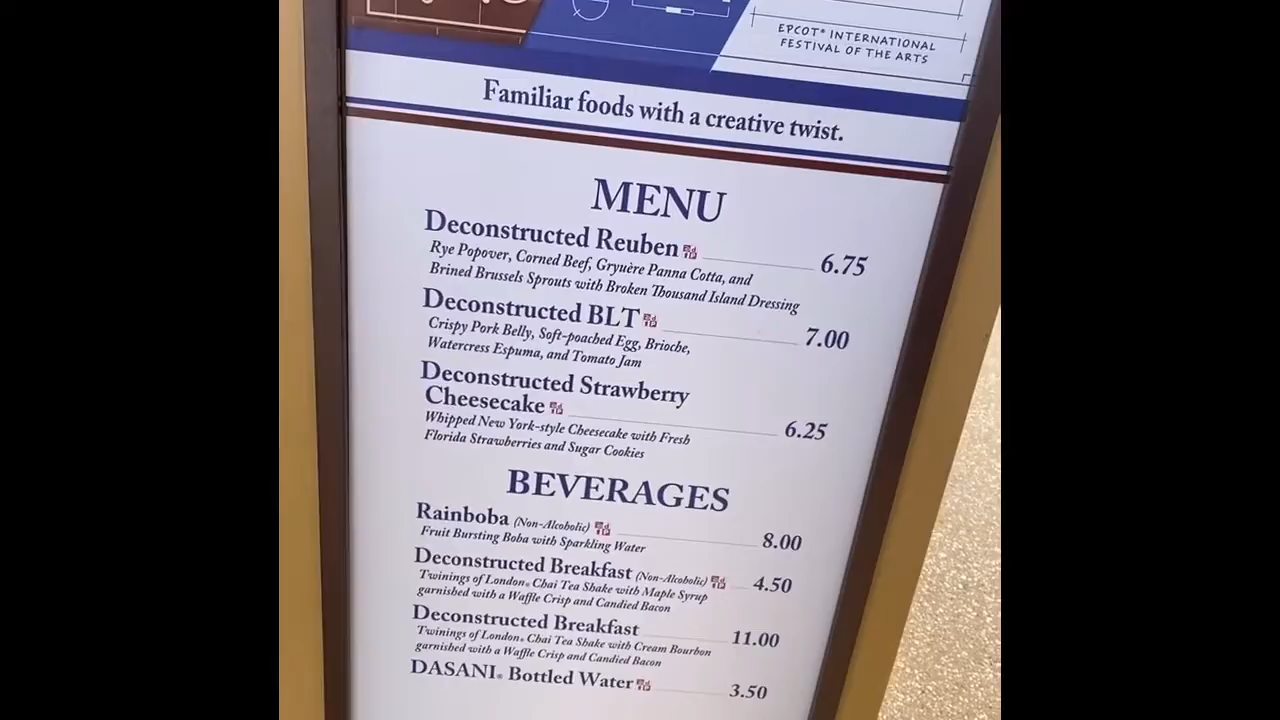 EPCOT® INTERNATIONAL
FESTIVAL OF THE ARTS
Familiar foods with a creative twist.
MENU
Deconstructed Reuben 6.75
Rye Popover, Corned Beef, Gryuère Panna Cotta, and
Brined Brussels Sprouts with Broken Thousand Island Dressing
Deconstructed BLT 7.00
Crispy Pork Belly, Soft-poached Egg, Brioche,
Watercress Espuma, and Tomato Jam
Deconstructed Strawberry
Cheesecake 6.25
Whipped New York-style Cheesecake with Fresh
Florida Strawberries and Sugar Cookies
BEVERAGES
Rainboba (Non-Alcoholic) 8.00
Fruit Bursting Boba with Sparkling Water
Deconstructed Breakfast (Non-Alcoholic) 4.50
Twinings of London® Chai Tea Shake with Maple Syrup
garnished with a Waffle Crisp and Candied Bacon
Deconstructed Breakfast 11.00
Twinings of London® Chai Tea Shake with Cream Bourbon
garnished with a Waffle Crisp and Candied Bacon
DASANI® Bottled Water 3.50